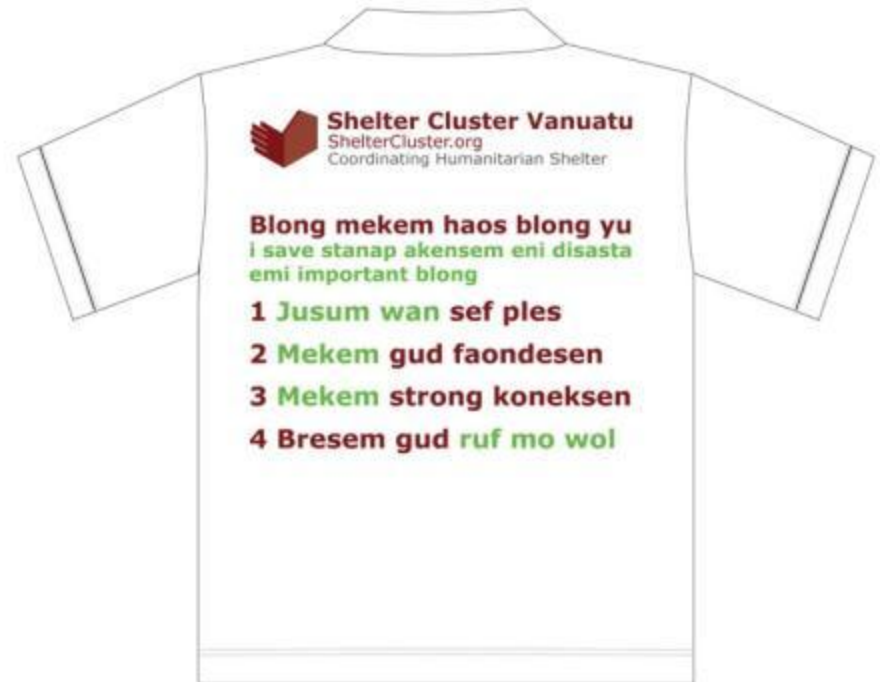 Shelter Cluster Vanuatu
ShelterCluster.org
Coordinating Humanitarian Shelter
Blong mekem haos blong yu
i save stanap akensem eni disasta
emi important blong
1 Jusum wan sef ples
2 Mekem gud faondesen
3 Mekem strong koneksen
4 Bresem gud ruf mo wol